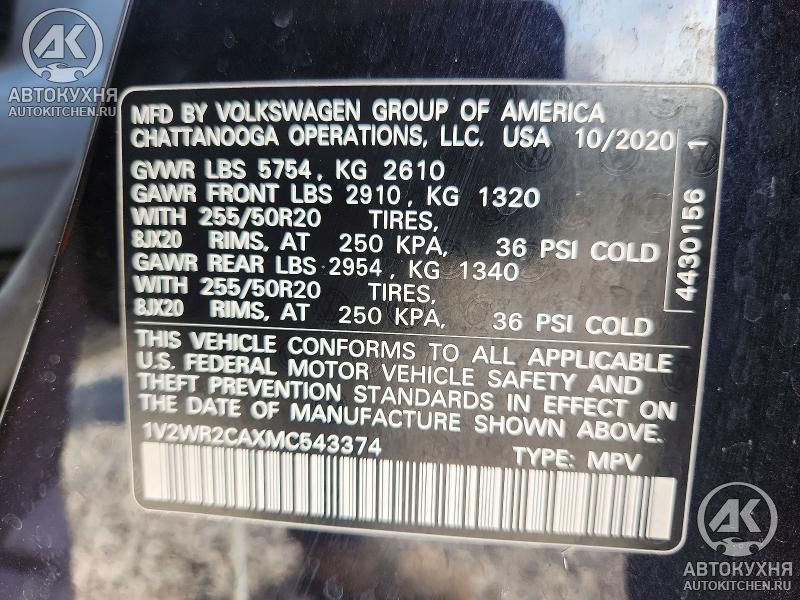 AK
АВТОКУХНЯ
AUTOKITCHEN.RU
MFD BY VOLKSWAGEN GROUP OF AMERICA
CHATTANOOGA OPERATIONS, LLC. USA 10/2020
GVWR LBS 5754, KG 2610
GAWR FRONT LBS 2910, KG 1320
WITH 255/50R20 TIRES,
8JX20 RIMS, AT 250 KPA, 36 PSI COLD
GAWR REAR LBS 2954, KG 1340
WITH 255/50R20 TIRES,
8JX20 RIMS, AT 250 KPA, 36 PSI COLD
4430156 1
THIS VEHICLE CONFORMS TO ALL APPLICABLE
U.S. FEDERAL MOTOR VEHICLE SAFETY AND
THEFT PREVENTION STANDARDS IN EFFECT ON
THE DATE OF MANUFACTURE SHOWN ABOVE.
1V2WR2CAXMC543374 TYPE: MPV
AK
АВТОКУХНЯ
AUTOKITCHEN.RU